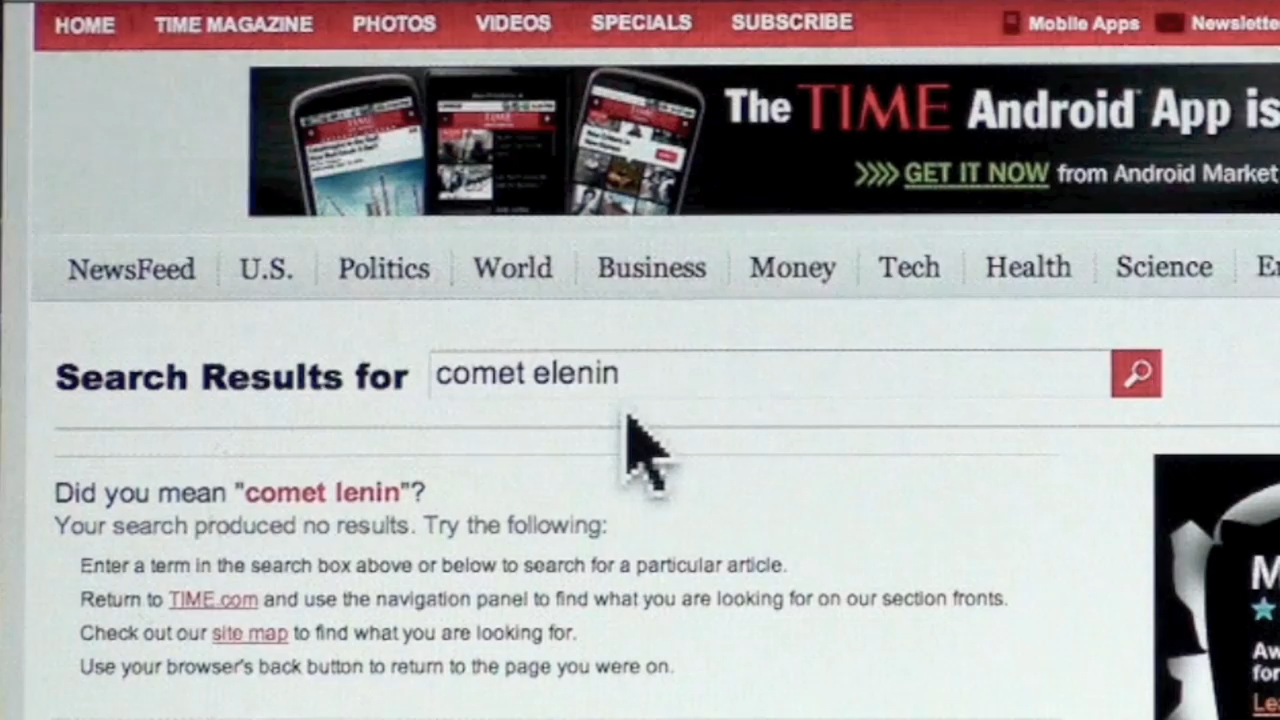 HOME TIME MAGAZINE PHOTOS VIDEOS SPECIALS SUBSCRIBE Mobile Apps Newslette
The TIME Android App is
>>>> GET IT NOW from Android Market
NewsFeed U.S. Politics World Business Money Tech Health Science
Search Results for comet elenin
Did you mean "comet lenin"?
Your search produced no results. Try the following:
Enter a term in the search box above or below to search for a particular article.
Return to TIME.com and use the navigation panel to find what you are looking for on our section fronts.
Check out our site map to find what you are looking for.
Use your browser's back button to return to the page you were on.